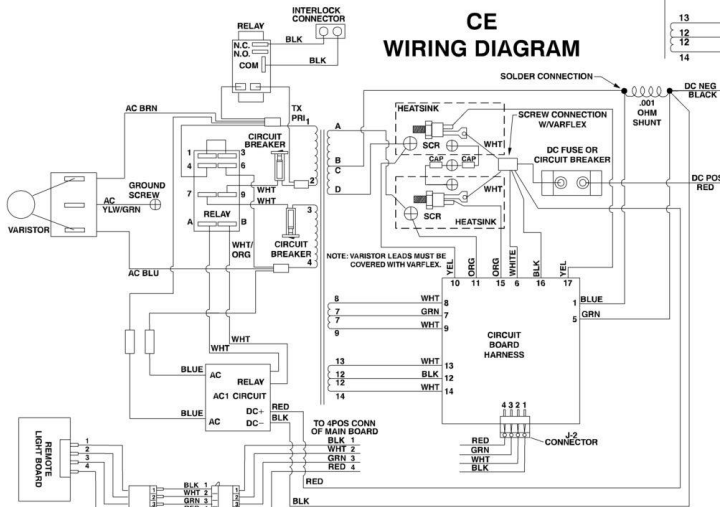 CE
WIRING DIAGRAM
INTERLOCK
CONNECTOR
RELAY
BLK
N.C.
N.O.
COM
BLK
13
12
12
14
SOLDER CONNECTION
DC NEG
BLACK
.001
OHM
SHUNT
AC BRN
TX
PRI
1
A
HEATSINK
SCREW CONNECTION
W/VARFLEX
CIRCUIT
BREAKER
SCR
WHT
DC FUSE OR
CIRCUIT BREAKER
1
3
4
6
B
C
CAP
CAP
D
2
DC POS
RED
GROUND
SCREW
7
9
WHT
WHT
WHT
AC
YLW/GRN
RELAY
3
SCR
HEATSINK
VARISTOR
A
B
WHT/
ORG
CIRCUIT
BREAKER
4
NOTE: VARISTOR LEADS MUST BE
COVERED WITH VARFLEX.
AC BLU
YEL
ORG
ORG
WHITE
BLK
YEL
10
11
15
6
16
17
8
WHT
8
1
BLUE
7
GRN
7
5
GRN
7
WHT
9
9
CIRCUIT
BOARD
HARNESS
WHT
WHT
13
WHT
13
12
BLK
12
12
WHT
14
14
BLUE
AC
RELAY
AC1 CIRCUIT
BLUE
AC
DC+
RED
DC–
BLK
4 3 2 1
J-2
CONNECTOR
RED
GRN
WHT
BLK
TO 4POS CONN
OF MAIN BOARD
BLK 1
WHT 2
GRN 3
RED 4
REMOTE
LIGHT BOARD
1
2
3
4
RED
BLK 1
WHT 2
GRN 3
1
2
3
1
2
3
BLK